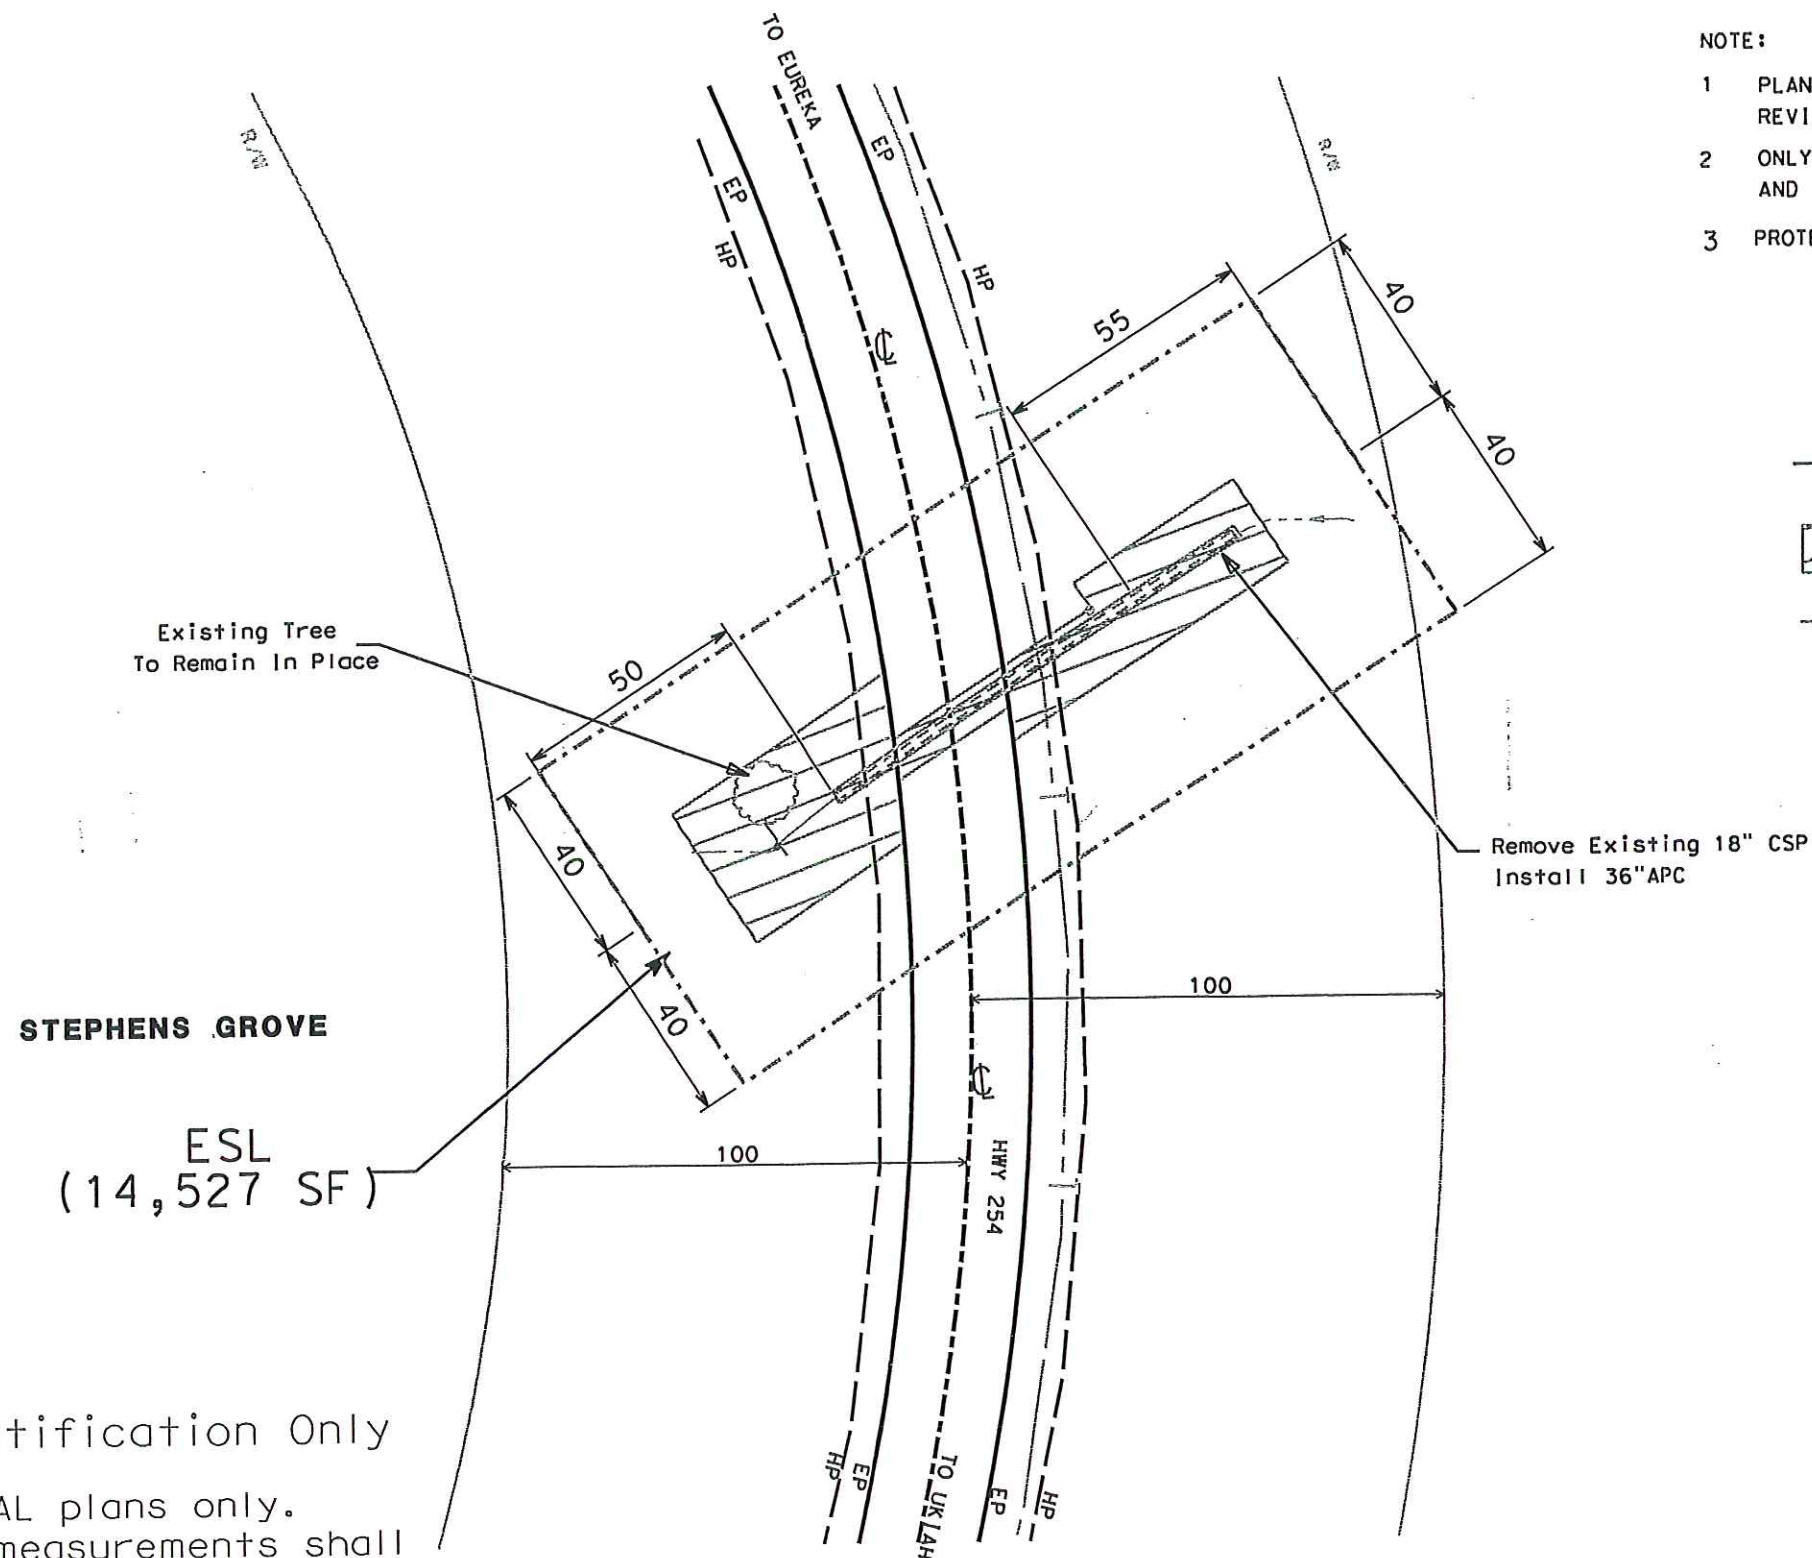 NOTE:
1 PLAN
REVI
2 ONLY
AND
3 PROTE
TO EUREKA
R/W
R/W
EP
EP
HP
HP
℄
55
40
40
Existing Tree
To Remain In Place
50
40
40
Remove Existing 18" CSP
Install 36"APC
STEPHENS GROVE
100
℄
ESL
(14,527 SF)
100
HWY 254
tification Only
HP
EP
TO UKIAH
EP
HP
AL plans only.
measurements shall